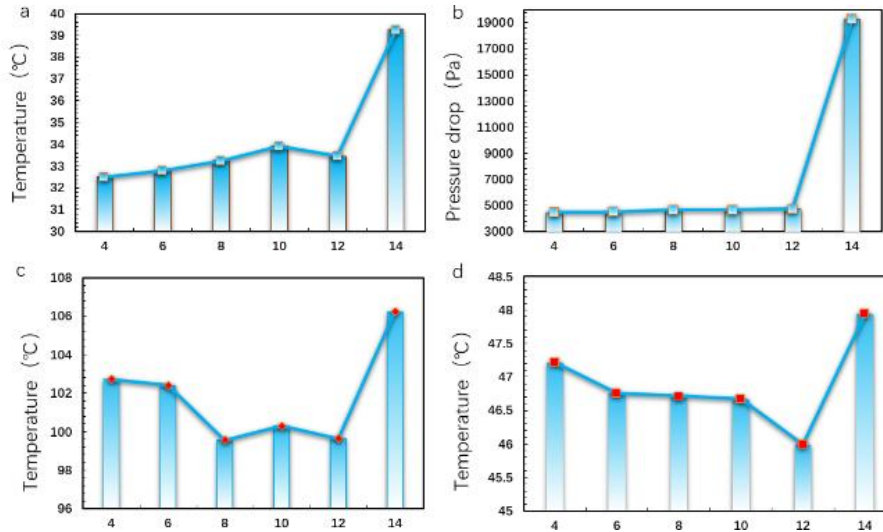 a
Temperature（℃）
40
39
38
37
36
35
34
33
32
31
30
4 6 8 10 12 14
b
Pressure drop（Pa）
19000
17000
15000
13000
11000
9000
7000
5000
3000
4 6 8 10 12 14
c
Temperature（℃）
108
106
104
102
100
98
96
4 6 8 10 12 14
d
Temperature（℃）
48.5
48
47.5
47
46.5
46
45.5
45
4 6 8 10 12 14